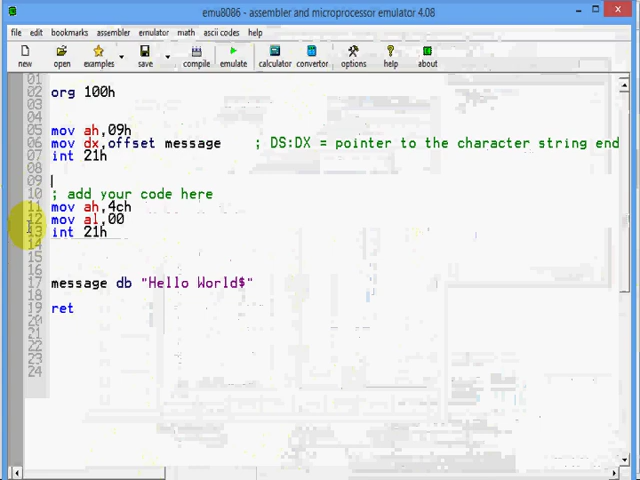 emu8086 - assembler and microprocessor emulator 4.08
file edit bookmarks assembler emulator math ascii codes help
new open examples save compile emulate calculator convertor options help about
01
02 org 100h
03
04
05 mov ah,09h
06 mov dx,offset message ; DS:DX = pointer to the character string end
07 int 21h
08
09
10 ; add your code here
11 mov ah,4ch
12 mov al,00
13 int 21h
14
15
16
17 message db "Hello World$"
18
19 ret
20
21
22
23
24